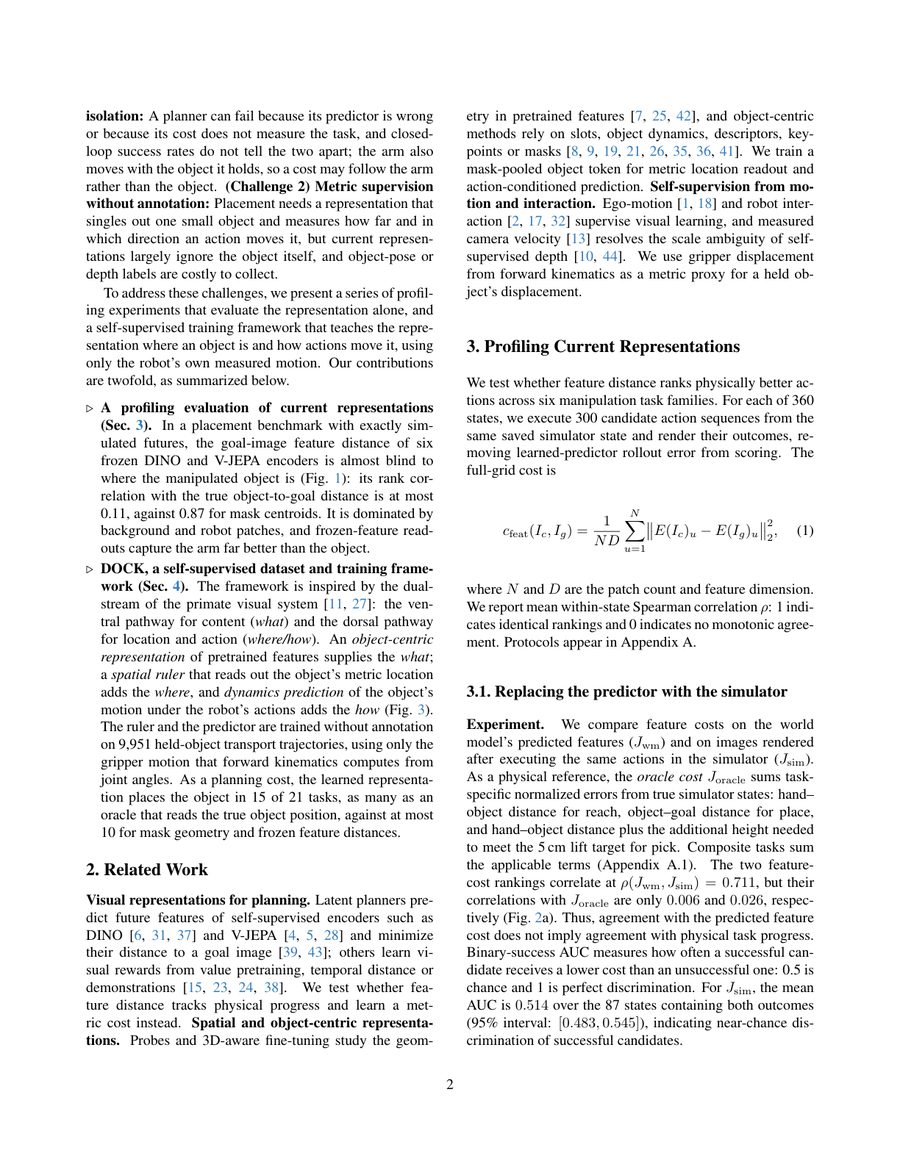 isolation: A planner can fail because its predictor is wrong
or because its cost does not measure the task, and closed-
loop success rates do not tell the two apart; the arm also
moves with the object it holds, so a cost may follow the arm
rather than the object. (Challenge 2) Metric supervision
without annotation: Placement needs a representation that
singles out one small object and measures how far and in
which direction an action moves it, but current represen-
tations largely ignore the object itself, and object-pose or
depth labels are costly to collect.
To address these challenges, we present a series of profil-
ing experiments that evaluate the representation alone, and
a self-supervised training framework that teaches the repre-
sentation where an object is and how actions move it, using
only the robot's own measured motion. Our contributions
are twofold, as summarized below.
▷ A profiling evaluation of current representations
(Sec. 3). In a placement benchmark with exactly sim-
ulated futures, the goal-image feature distance of six
frozen DINO and V-JEPA encoders is almost blind to
where the manipulated object is (Fig. 1): its rank cor-
relation with the true object-to-goal distance is at most
0.11, against 0.87 for mask centroids. It is dominated by
background and robot patches, and frozen-feature read-
outs capture the arm far better than the object.
▷ DOCK, a self-supervised dataset and training frame-
work (Sec. 4). The framework is inspired by the dual-
stream of the primate visual system [11, 27]: the ven-
tral pathway for content (what) and the dorsal pathway
for location and action (where/how). An object-centric
representation of pretrained features supplies the what;
a spatial ruler that reads out the object's metric location
adds the where, and dynamics prediction of the object's
motion under the robot's actions adds the how (Fig. 3).
The ruler and the predictor are trained without annotation
on 9,951 held-object transport trajectories, using only the
gripper motion that forward kinematics computes from
joint angles. As a planning cost, the learned representa-
tion places the object in 15 of 21 tasks, as many as an
oracle that reads the true object position, against at most
10 for mask geometry and frozen feature distances.
2. Related Work
Visual representations for planning. Latent planners pre-
dict future features of self-supervised encoders such as
DINO [6, 31, 37] and V-JEPA [4, 5, 28] and minimize
their distance to a goal image [39, 43]; others learn vi-
sual rewards from value pretraining, temporal distance or
demonstrations [15, 23, 24, 38]. We test whether fea-
ture distance tracks physical progress and learn a met-
ric cost instead. Spatial and object-centric representa-
tions. Probes and 3D-aware fine-tuning study the geom-
etry in pretrained features [7, 25, 42], and object-centric
methods rely on slots, object dynamics, descriptors, key-
points or masks [8, 9, 19, 21, 26, 35, 36, 41]. We train a
mask-pooled object token for metric location readout and
action-conditioned prediction. Self-supervision from mo-
tion and interaction. Ego-motion [1, 18] and robot inter-
action [2, 17, 32] supervise visual learning, and measured
camera velocity [13] resolves the scale ambiguity of self-
supervised depth [10, 44]. We use gripper displacement
from forward kinematics as a metric proxy for a held ob-
ject's displacement.
3. Profiling Current Representations
We test whether feature distance ranks physically better ac-
tions across six manipulation task families. For each of 360
states, we execute 300 candidate action sequences from the
same saved simulator state and render their outcomes, re-
moving learned-predictor rollout error from scoring. The
full-grid cost is
c_feat(I_c, I_g) = 1/(ND) ∑_{u=1}^{N} ‖E(I_c)_u − E(I_g)_u‖_2^2, (1)
where N and D are the patch count and feature dimension.
We report mean within-state Spearman correlation ρ: 1 indi-
cates identical rankings and 0 indicates no monotonic agree-
ment. Protocols appear in Appendix A.
3.1. Replacing the predictor with the simulator
Experiment. We compare feature costs on the world
model's predicted features (J_wm) and on images rendered
after executing the same actions in the simulator (J_sim).
As a physical reference, the oracle cost J_oracle sums task-
specific normalized errors from true simulator states: hand–
object distance for reach, object–goal distance for place,
and hand–object distance plus the additional height needed
to meet the 5 cm lift target for pick. Composite tasks sum
the applicable terms (Appendix A.1). The two feature-
cost rankings correlate at ρ(J_wm, J_sim) = 0.711, but their
correlations with J_oracle are only 0.006 and 0.026, respec-
tively (Fig. 2a). Thus, agreement with the predicted feature
cost does not imply agreement with physical task progress.
Binary-success AUC measures how often a successful can-
didate receives a lower cost than an unsuccessful one: 0.5 is
chance and 1 is perfect discrimination. For J_sim, the mean
AUC is 0.514 over the 87 states containing both outcomes
(95% interval: [0.483, 0.545]), indicating near-chance dis-
crimination of successful candidates.
2